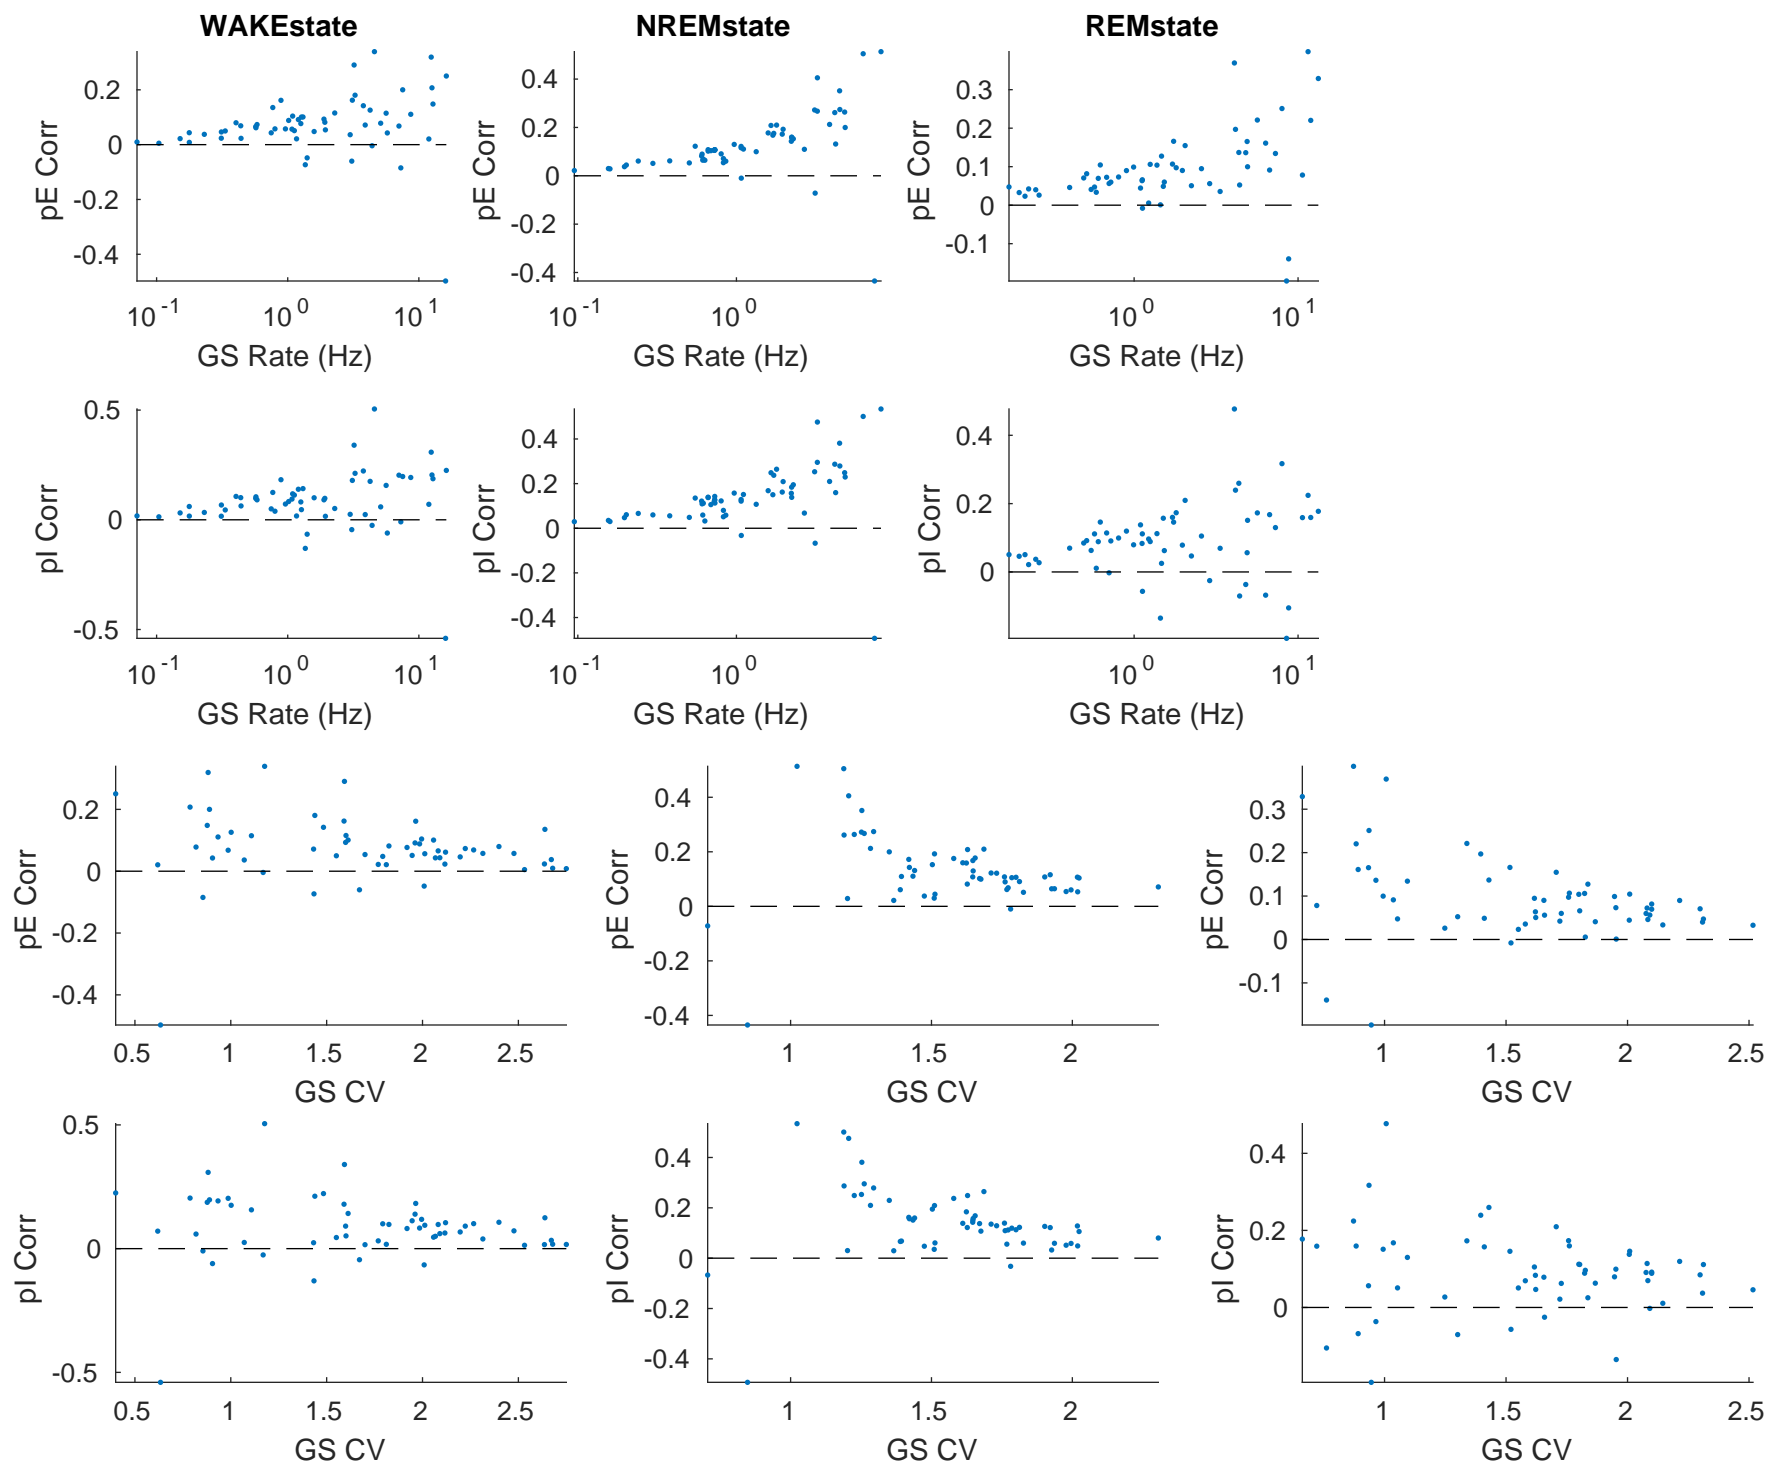 WAKEstate NREMstate REMstate
pE Corr 0.2 0 -0.2 -0.4
10^-1 10^0 10^1
GS Rate (Hz)
pE Corr 0.4 0.2 0 -0.2 -0.4
10^-1 10^0
GS Rate (Hz)
pE Corr 0.3 0.2 0.1 0 -0.1
10^0 10^1
GS Rate (Hz)
pI Corr 0.5 0 -0.5
10^-1 10^0 10^1
GS Rate (Hz)
pI Corr 0.4 0.2 0 -0.2 -0.4
10^-1 10^0
GS Rate (Hz)
pI Corr 0.4 0.2 0
10^0 10^1
GS Rate (Hz)
pE Corr 0.2 0 -0.2 -0.4
0.5 1 1.5 2 2.5
GS CV
pE Corr 0.4 0.2 0 -0.2 -0.4
1 1.5 2
GS CV
pE Corr 0.3 0.2 0.1 0 -0.1
1 1.5 2 2.5
GS CV
pI Corr 0.5 0 -0.5
0.5 1 1.5 2 2.5
GS CV
pI Corr 0.4 0.2 0 -0.2 -0.4
1 1.5 2
GS CV
pI Corr 0.4 0.2 0
1 1.5 2 2.5
GS CV